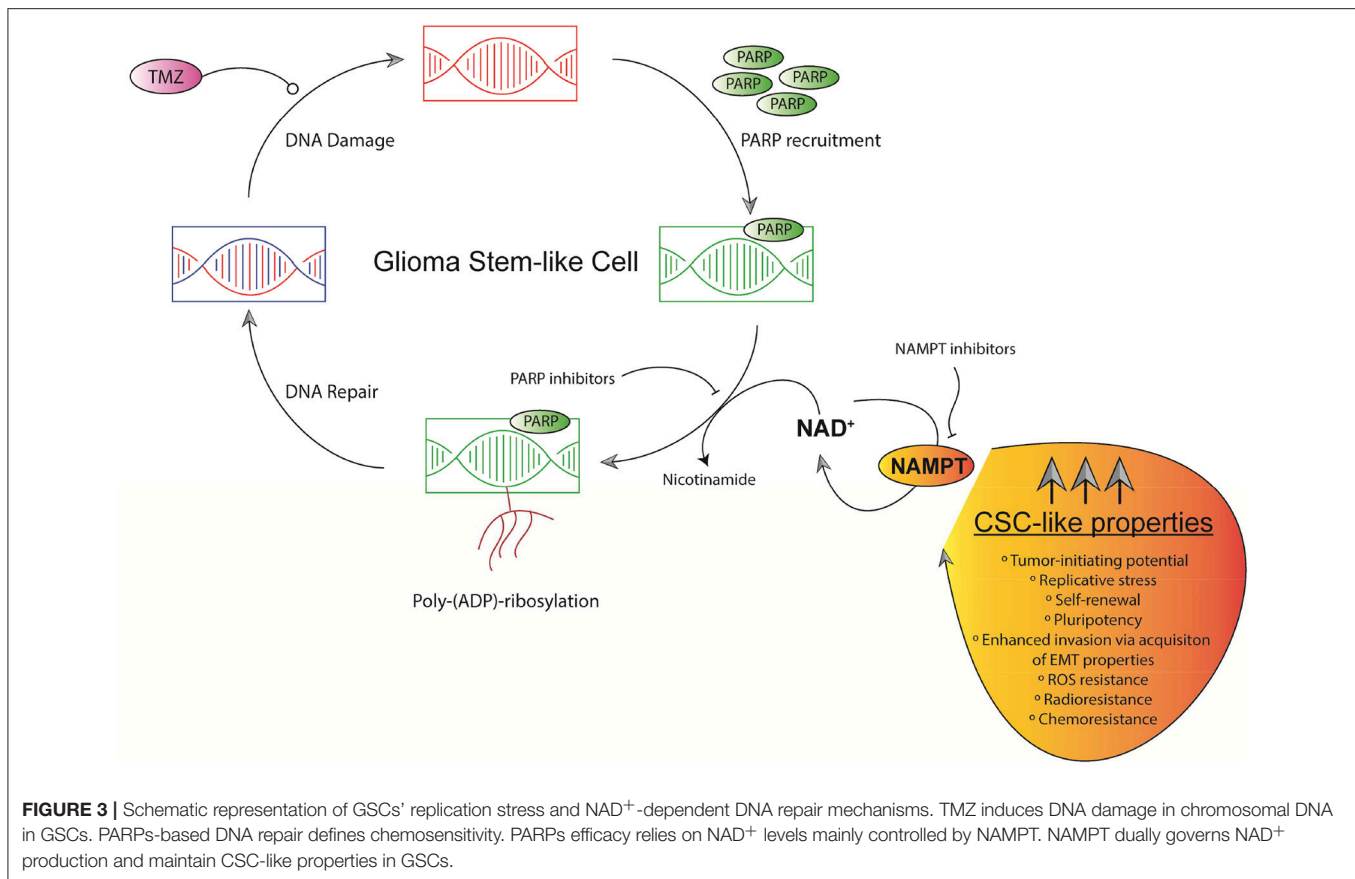 TMZ
DNA Damage
PARP
PARP
PARP
PARP
PARP
PARP recruitment
PARP
Glioma Stem-like Cell
NAMPT inhibitors
PARP inhibitors
DNA Repair
PARP
NAD⁺
NAMPT
Nicotinamide
Poly-(ADP)-ribosylation
CSC-like properties
º Tumor-initiating potential
º Replicative stress
º Self-renewal
º Pluripotency
º Enhanced invasion via acquisiton
of EMT properties
º ROS resistance
º Radioresistance
º Chemoresistance
FIGURE 3 | Schematic representation of GSCs' replication stress and NAD⁺-dependent DNA repair mechanisms. TMZ induces DNA damage in chromosomal DNA
in GSCs. PARPs-based DNA repair defines chemosensitivity. PARPs efficacy relies on NAD⁺ levels mainly controlled by NAMPT. NAMPT dually governs NAD⁺
production and maintain CSC-like properties in GSCs.